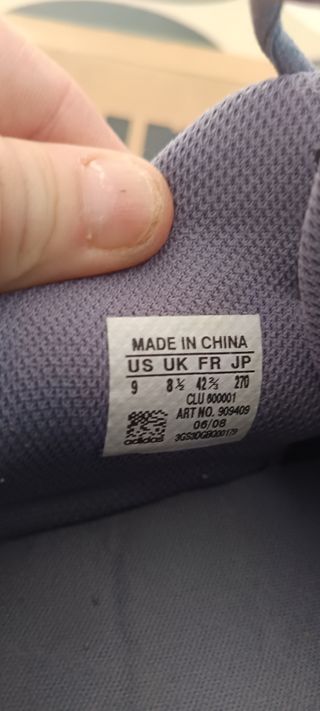 MADE IN CHINA
US UK FR JP
9 8½ 42⅔ 270
CLU 600001
ART NO. 909409
06/08
adidas